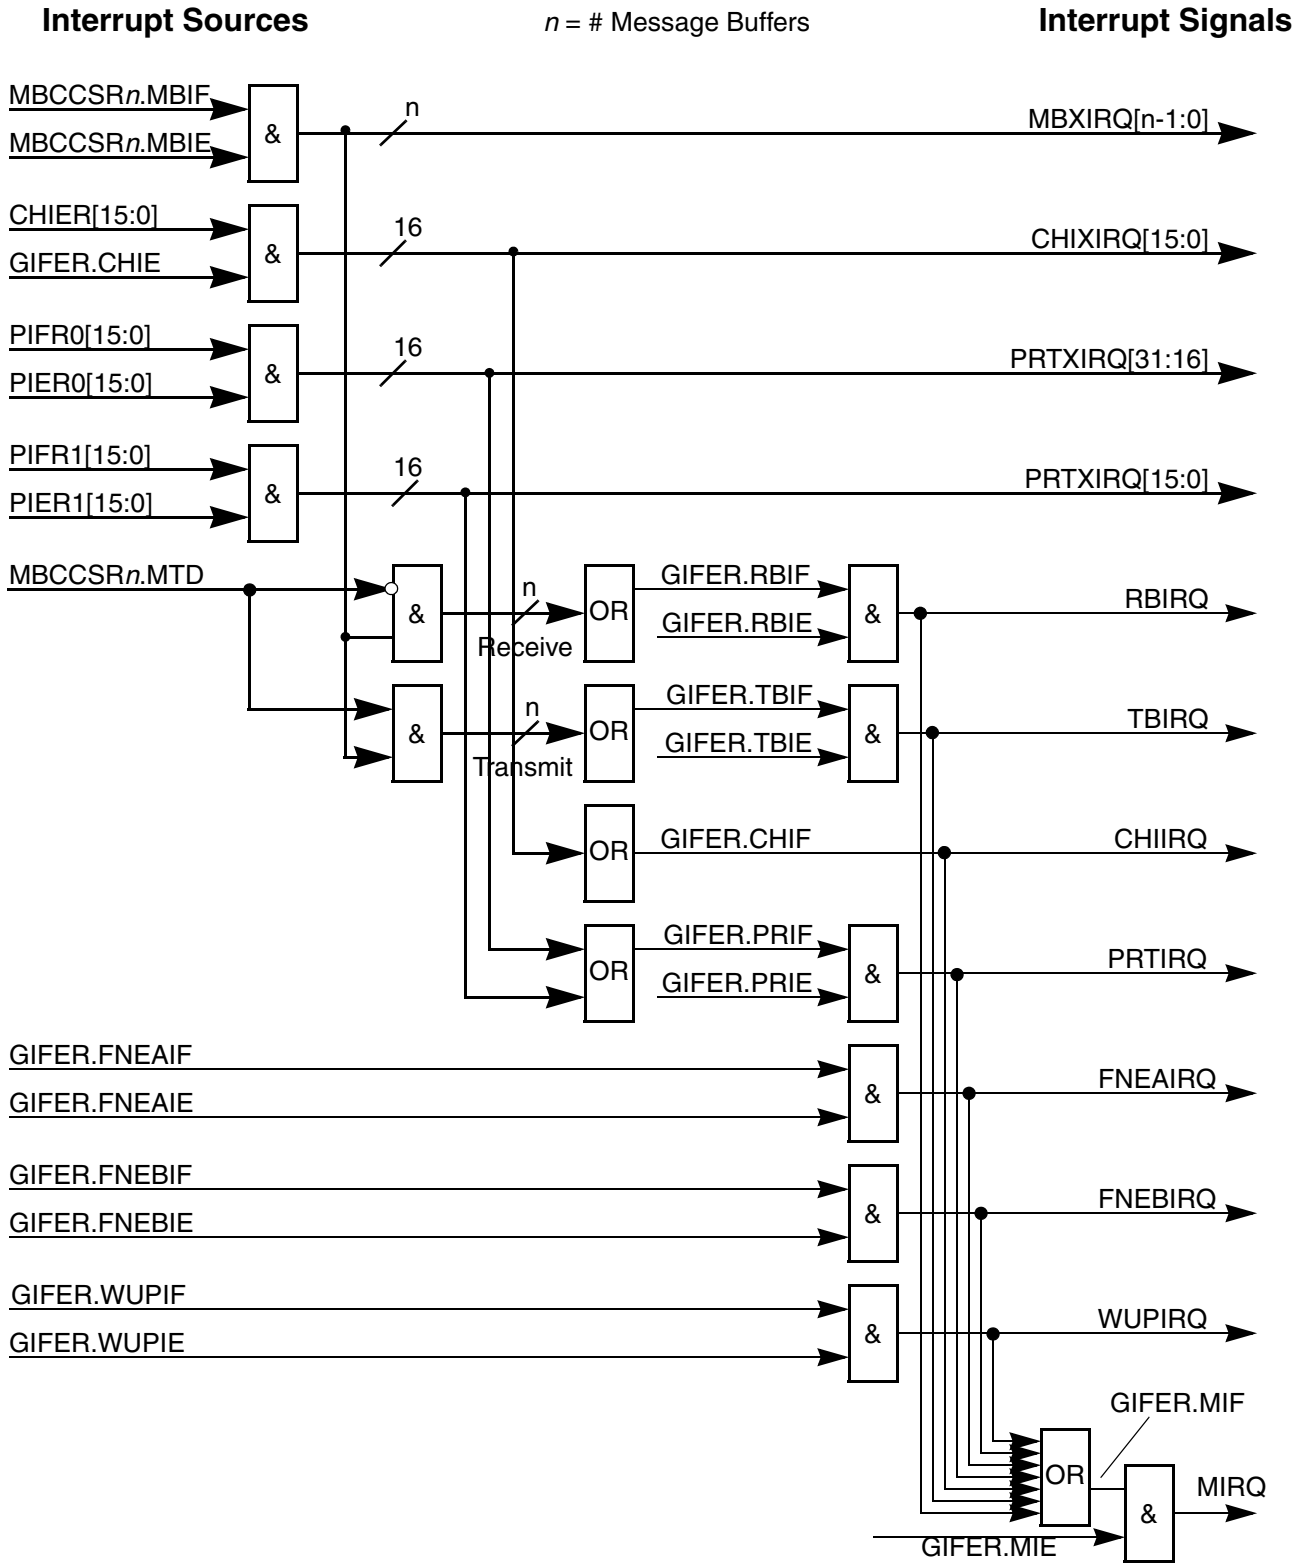 Interrupt Sources
n = # Message Buffers
Interrupt Signals
MBCCSRn.MBIF
MBCCSRn.MBIE
&
n
MBXIRQ[n-1:0]
CHIER[15:0]
GIFER.CHIE
&
16
CHIXIRQ[15:0]
PIFR0[15:0]
PIER0[15:0]
&
16
PRTXIRQ[31:16]
PIFR1[15:0]
PIER1[15:0]
&
16
PRTXIRQ[15:0]
MBCCSRn.MTD
&
n
Receive
OR
GIFER.RBIF
GIFER.RBIE
&
RBIRQ
&
n
Transmit
OR
GIFER.TBIF
GIFER.TBIE
&
TBIRQ
OR
GIFER.CHIF
CHIIRQ
OR
GIFER.PRIF
GIFER.PRIE
&
PRTIRQ
GIFER.FNEAIF
GIFER.FNEAIE
&
FNEAIRQ
GIFER.FNEBIF
GIFER.FNEBIE
&
FNEBIRQ
GIFER.WUPIF
GIFER.WUPIE
&
WUPIRQ
GIFER.MIF
OR
GIFER.MIE
&
MIRQ